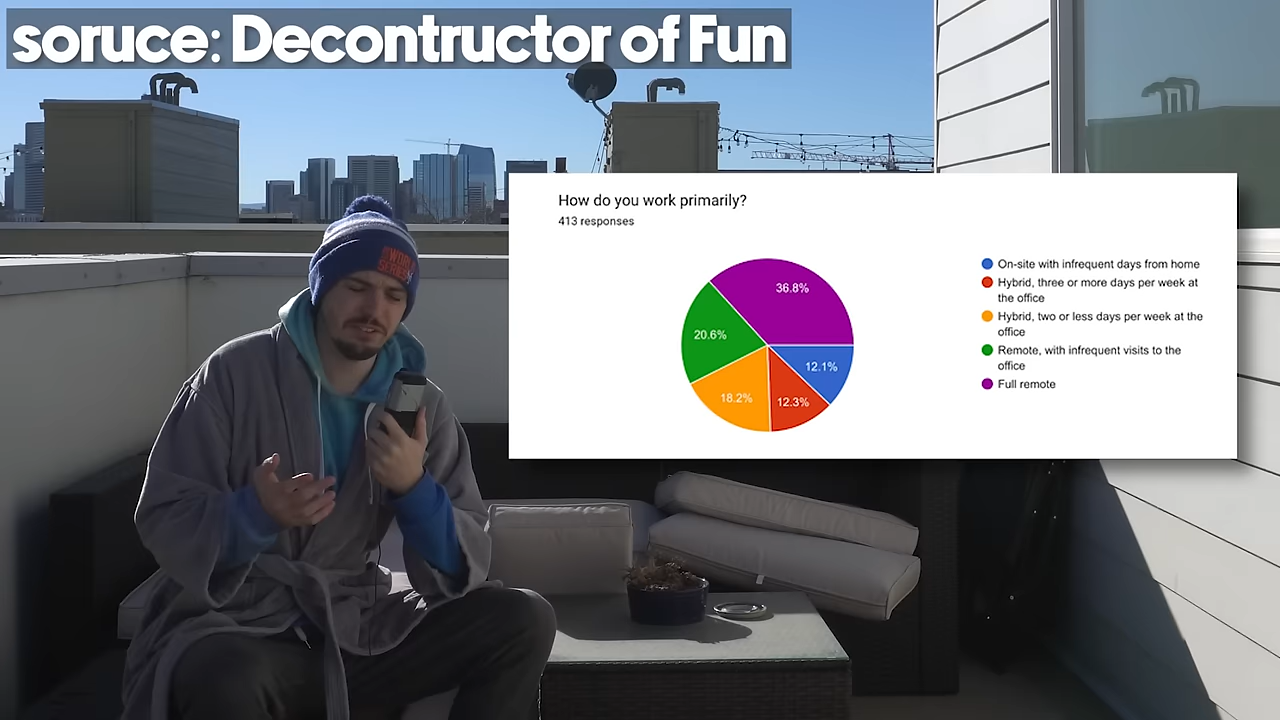 soruce: Decontructor of Fun
WORLD
SERIES
How do you work primarily?
413 responses
36.8%
20.6%
12.1%
18.2%
12.3%
On-site with infrequent days from home
Hybrid, three or more days per week at
the office
Hybrid, two or less days per week at the
office
Remote, with infrequent visits to the
office
Full remote